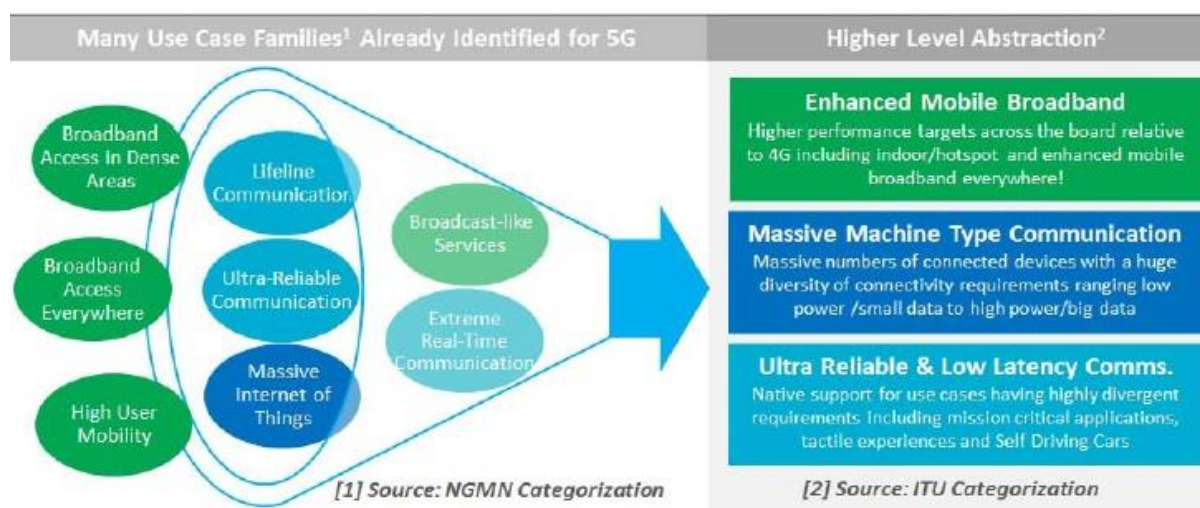 Many Use Case Families¹ Already Identified for 5G
Higher Level Abstraction²
Broadband
Access in Dense
Areas
Broadband
Access
Everywhere
High User
Mobility
Lifeline
Communication
Ultra-Reliable
Communication
Massive
Internet of
Things
Broadcast-like
Services
Extreme
Real-Time
Communication
[1] Source: NGMN Categorization
Enhanced Mobile Broadband
Higher performance targets across the board relative
to 4G including indoor/hotspot and enhanced mobile
broadband everywhere!
Massive Machine Type Communication
Massive numbers of connected devices with a huge
diversity of connectivity requirements ranging low
power /small data to high power/big data
Ultra Reliable & Low Latency Comms.
Native support for use cases having highly divergent
requirements including mission critical applications,
tactile experiences and Self Driving Cars
[2] Source: ITU Categorization